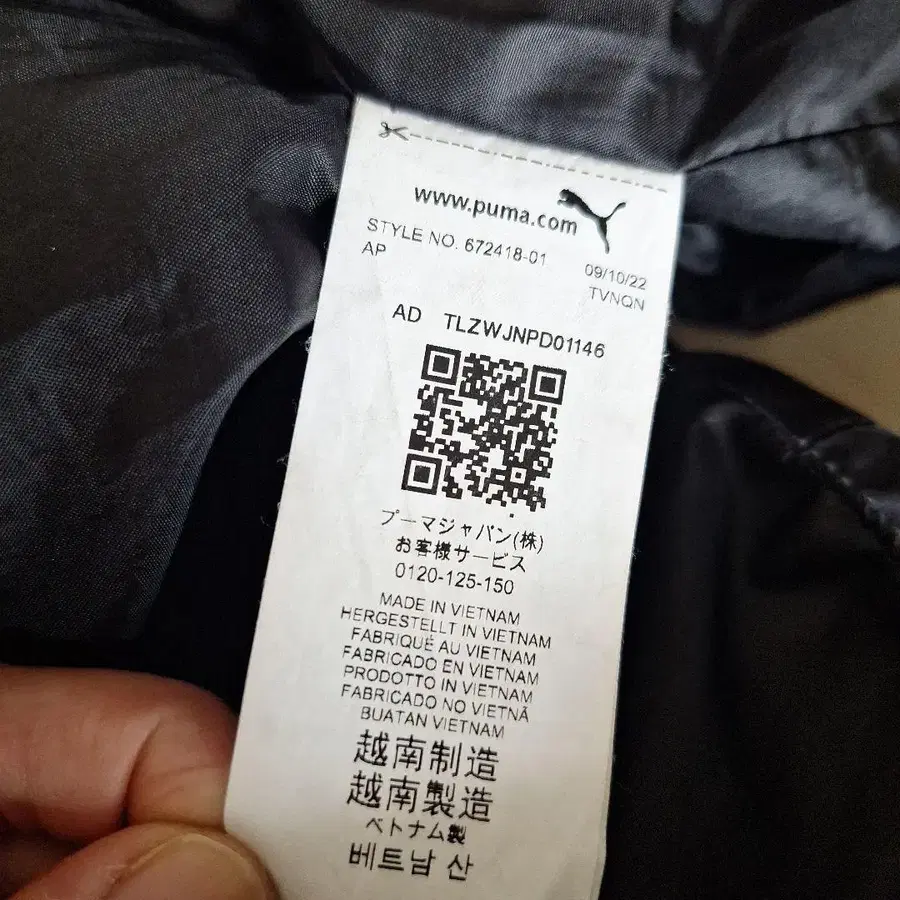 www.puma.com
STYLE NO. 672418-01
09/10/22
AP
TVNQN
AD TLZWJNPD01146
プーマジャパン(株)
お客様サービス
0120-125-150
MADE IN VIETNAM
HERGESTELLT IN VIETNAM
FABRIQUÉ AU VIETNAM
FABRICADO EN VIETNAM
PRODOTTO IN VIETNAM
FABRICADO NO VIETNÃ
BUATAN VIETNAM
越南制造
越南製造
ベトナム製
베트남 산